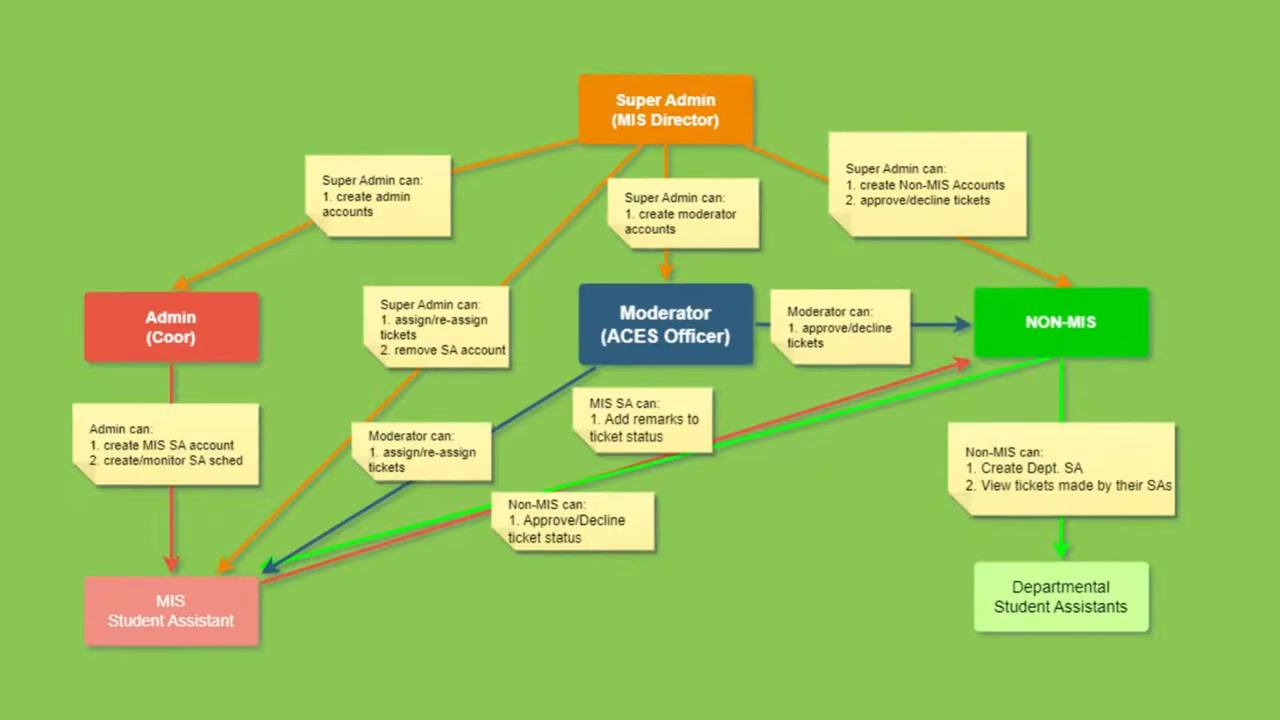 Super Admin
(MIS Director)
Super Admin can:
1. create admin
accounts
Super Admin can:
1. create moderator
accounts
Super Admin can:
1. create Non-MIS Accounts
2. approve/decline tickets
Admin
(Coor)
Super Admin can:
1. assign/re-assign
tickets
2. remove SA account
Moderator
(ACES Officer)
Moderator can:
1. approve/decline
tickets
NON-MIS
Admin can:
1. create MIS SA account
2. create/monitor SA sched
Moderator can:
1. assign/re-assign
tickets
MIS SA can:
1. Add remarks to
ticket status
Non-MIS can:
1. Approve/Decline
ticket status
Non-MIS can:
1. Create Dept. SA
2. View tickets made by their SAs
MIS
Student Assistant
Departmental
Student Assistants